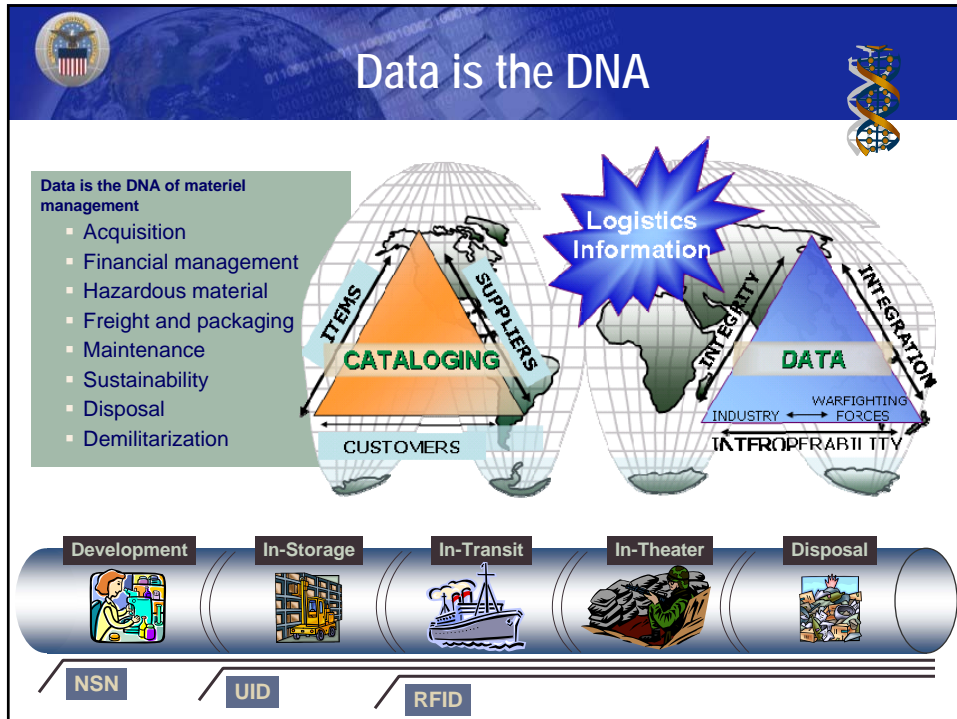 Data is the DNA
Data is the DNA of materiel
management
Acquisition
Financial management
Hazardous material
Freight and packaging
Maintenance
Sustainability
Disposal
Demilitarization
ITEMS
SUPPLIERS
CATALOGING
CUSTOMERS
Logistics
Information
INTEGRITY
INTEGRATION
DATA
WARFIGHTING
INDUSTRY FORCES
INTEROPERABILITY
Development In-Storage In-Transit In-Theater Disposal
NSN
UID
RFID